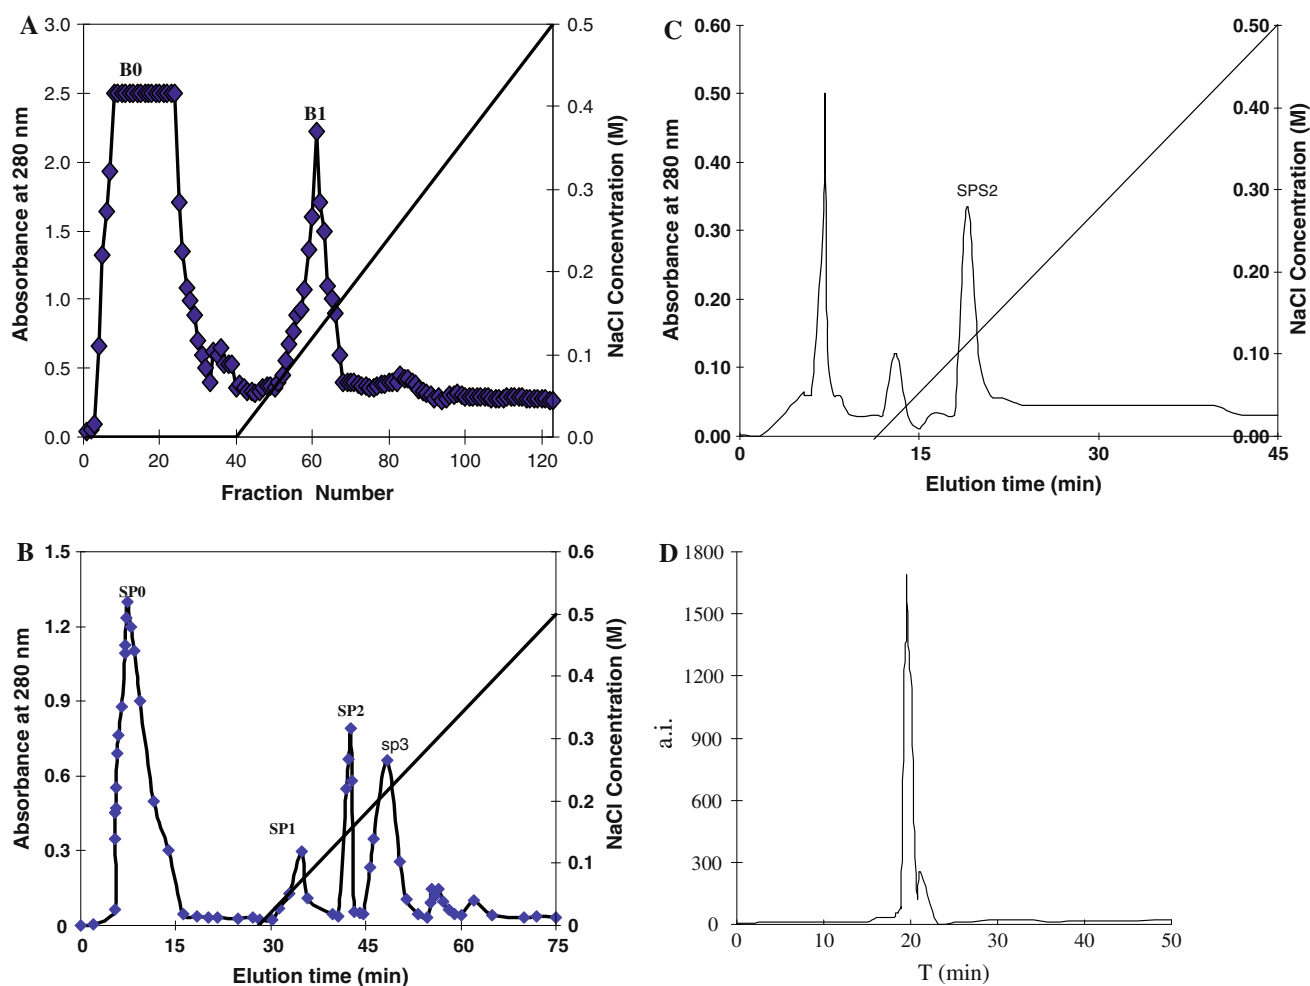 A
Abosorbance at 280 nm
3.0
2.5
2.0
1.5
1.0
0.5
0.0
B0
B1
0.5
0.4
0.3
0.2
0.1
0.0
NaCl Concenvtration (M)
0 20 40 60 80 100 120
Fraction Number
C
Absorbance at 280 nm
0.60
0.50
0.40
0.30
0.20
0.10
0.00
SPS2
0.50
0.40
0.30
0.20
0.10
0.00
NaCl Concentration (M)
0 15 30 45
Elution time (min)
B
Absorbance at 280 nm
1.5
1.2
0.9
0.6
0.3
0
SP0
SP1
SP2
sp3
0.6
0.5
0.4
0.3
0.2
0.1
0
NaCl Concentration (M)
0 15 30 45 60 75
Elution time (min)
D
a.i.
1800
1500
1200
900
600
300
0
0 10 20 30 40 50
T (min)